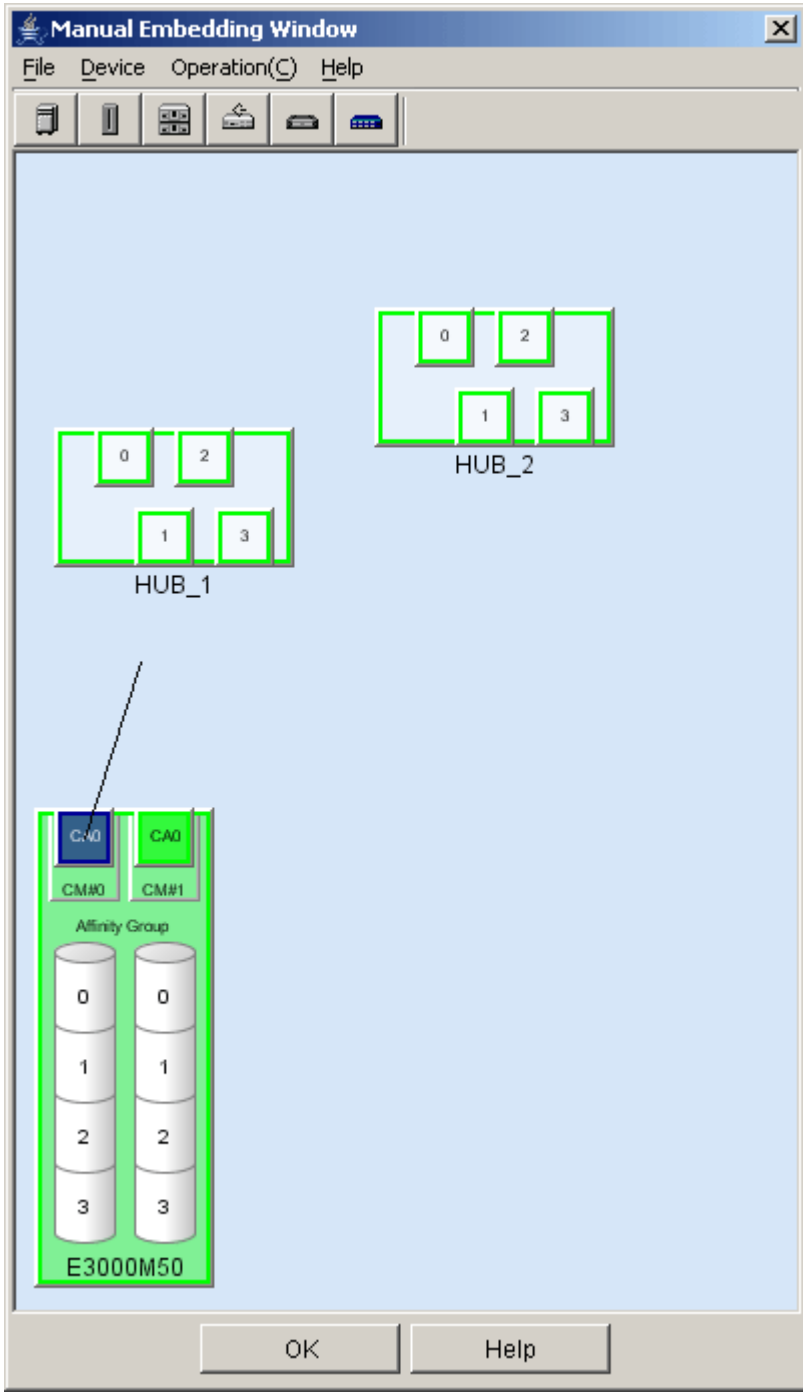 Manual Embedding Window
File Device Operation(C) Help
0 2
1 3
HUB_2
0 2
1 3
HUB_1
CA0 CA0
CM#0 CM#1
Affinity Group
0 0
1 1
2 2
3 3
E3000M50
OK Help